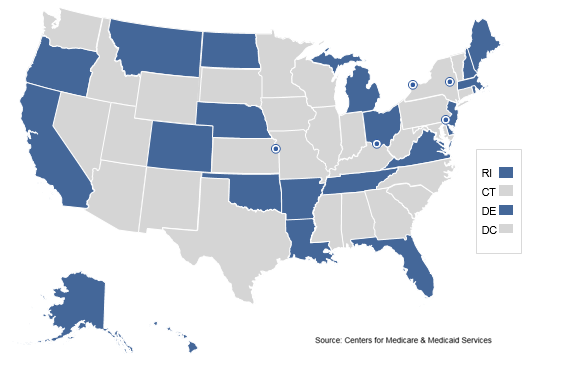 RI
CT
DE
DC
Source: Centers for Medicare & Medicaid Services